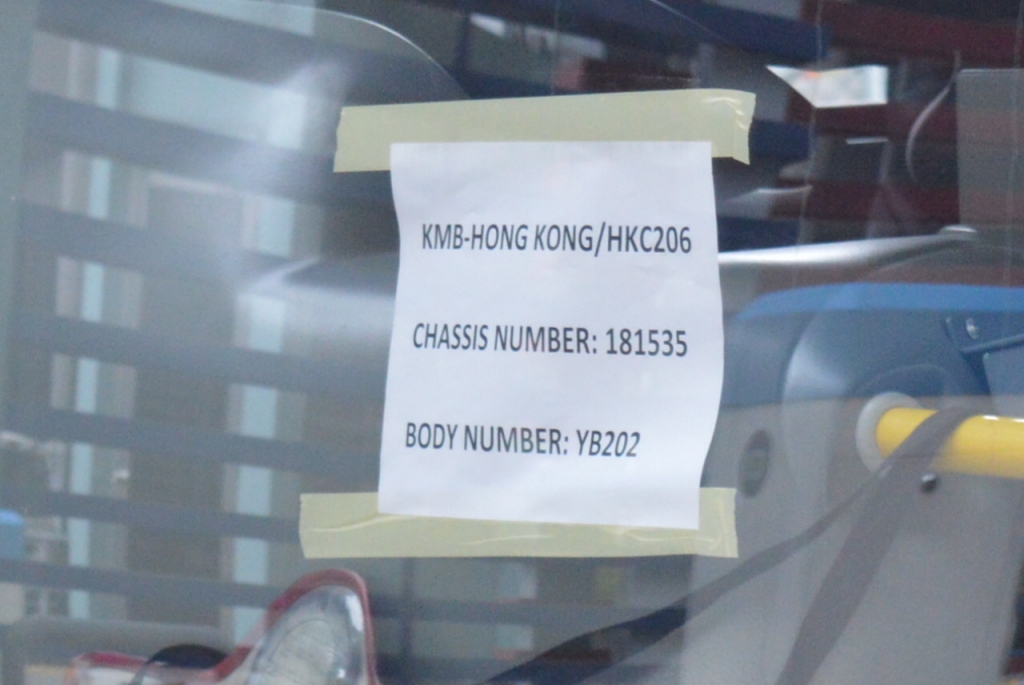 KMB-HONG KONG/HKC206
CHASSIS NUMBER: 181535
BODY NUMBER: YB202